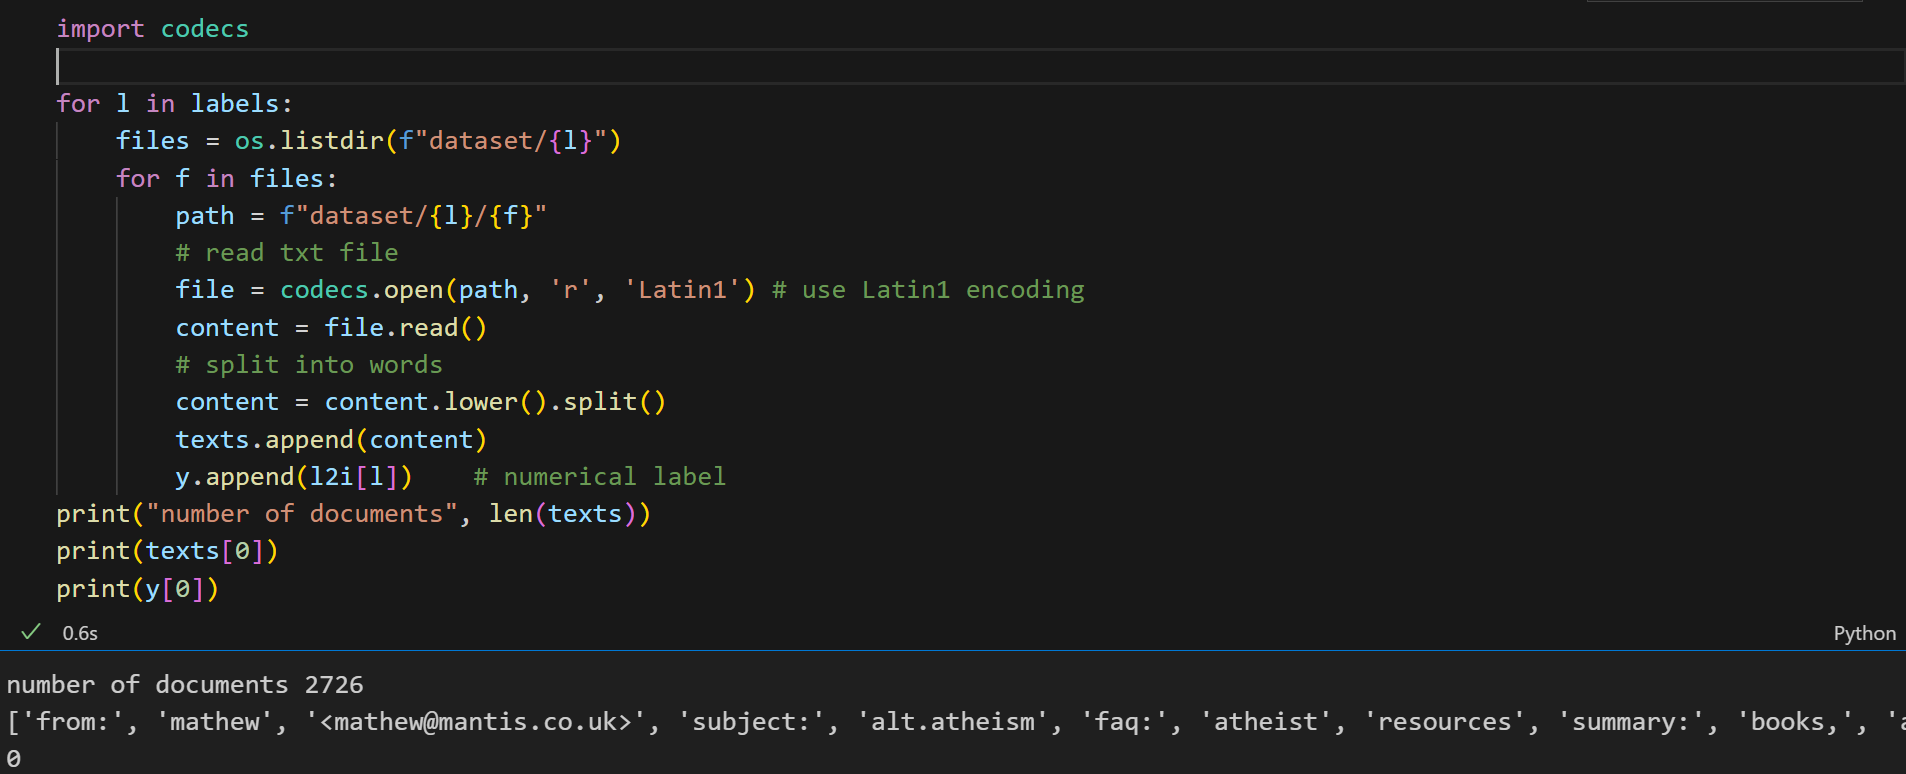 import codecs
for l in labels:
    files = os.listdir(f"dataset/{l}")
    for f in files:
        path = f"dataset/{l}/{f}"
        # read txt file
        file = codecs.open(path, 'r', 'Latin1') # use Latin1 encoding
        content = file.read()
        # split into words
        content = content.lower().split()
        texts.append(content)
        y.append(l2i[l])    # numerical label
print("number of documents", len(texts))
print(texts[0])
print(y[0])
0.6s
Python
number of documents 2726
['from:', 'mathew', '<mathew@mantis.co.uk>', 'subject:', 'alt.atheism', 'faq:', 'atheist', 'resources', 'summary:', 'books,',
0